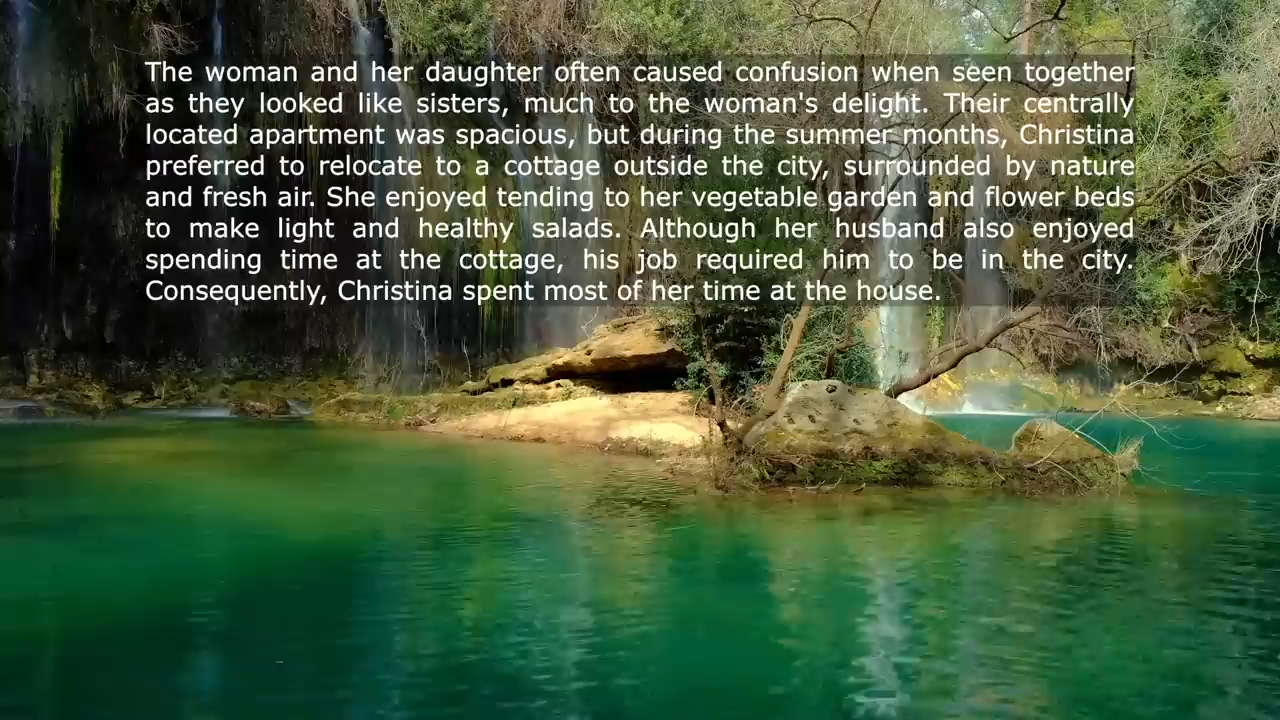 The woman and her daughter often caused confusion when seen together
as they looked like sisters, much to the woman's delight. Their centrally
located apartment was spacious, but during the summer months, Christina
preferred to relocate to a cottage outside the city, surrounded by nature
and fresh air. She enjoyed tending to her vegetable garden and flower beds
to make light and healthy salads. Although her husband also enjoyed
spending time at the cottage, his job required him to be in the city.
Consequently, Christina spent most of her time at the house.